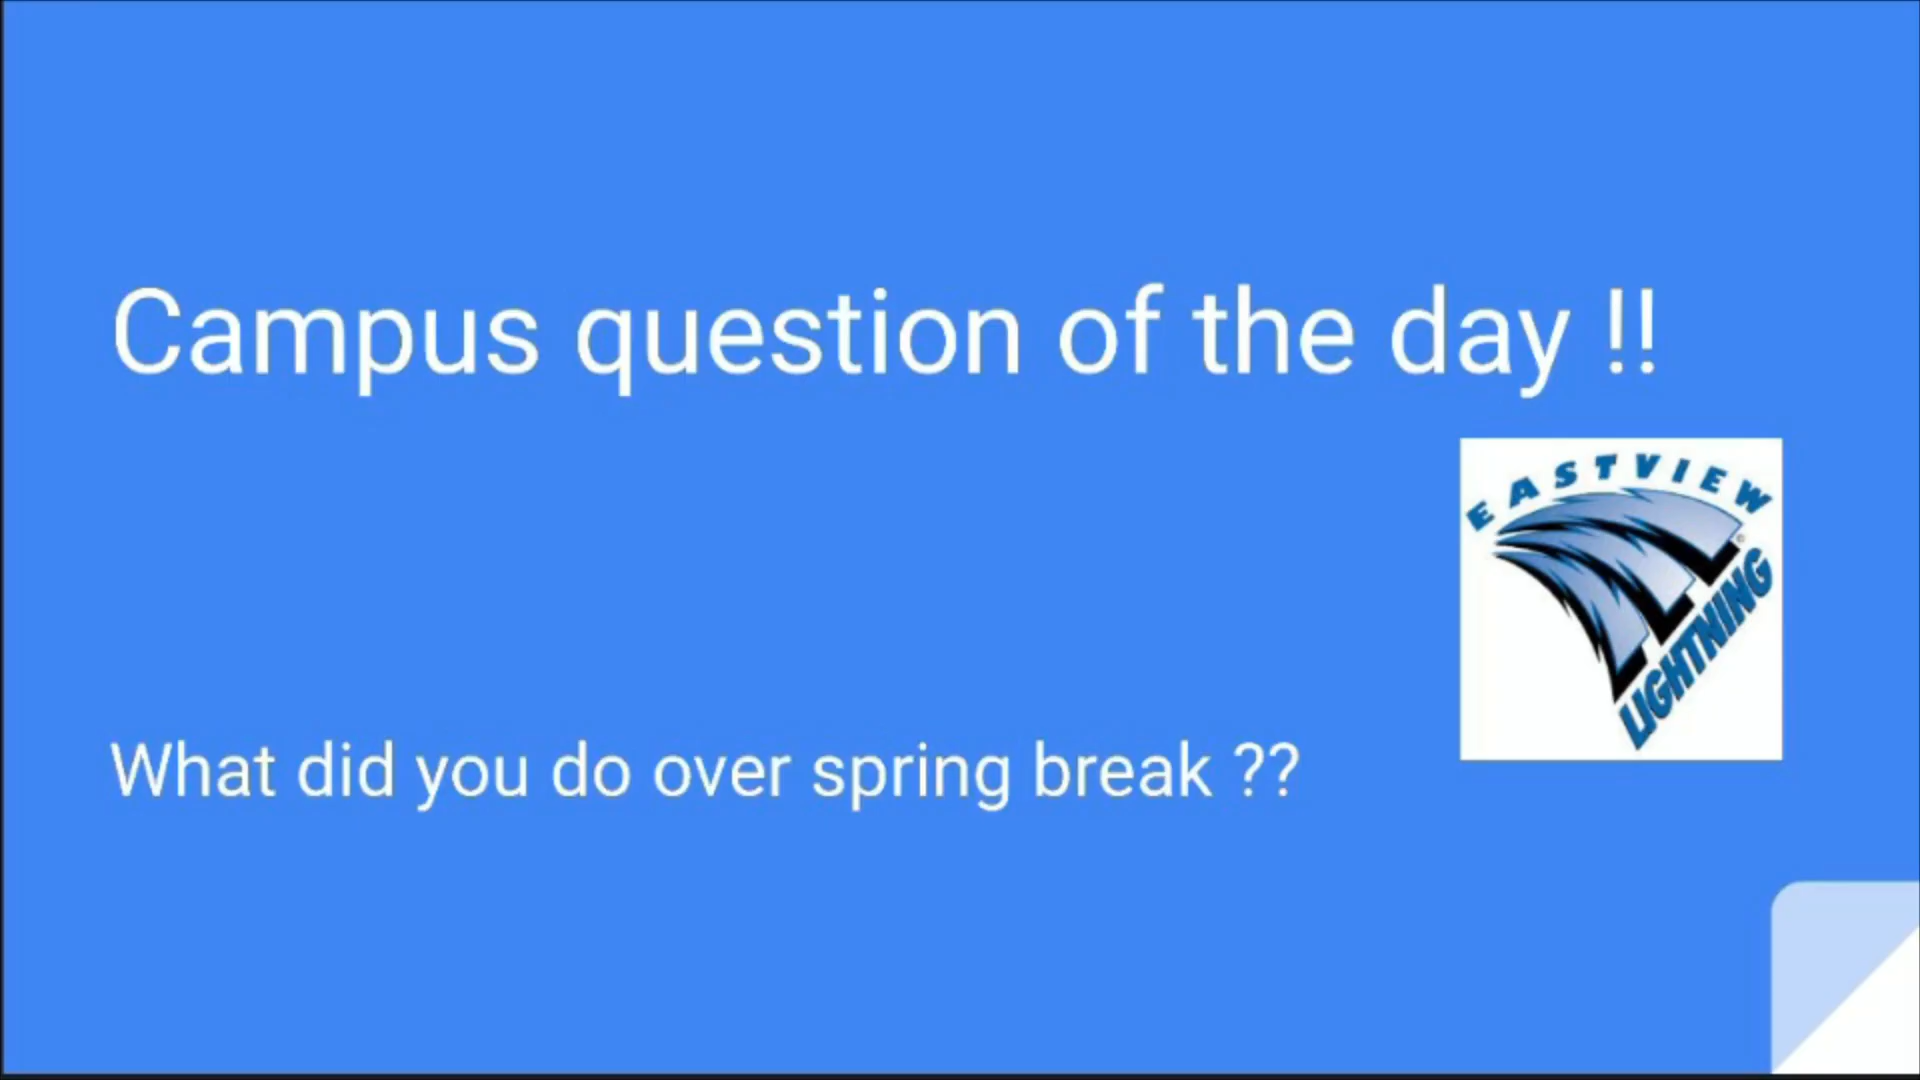 Campus question of the day !!
EASTVIEW
LIGHTNING
What did you do over spring break ??